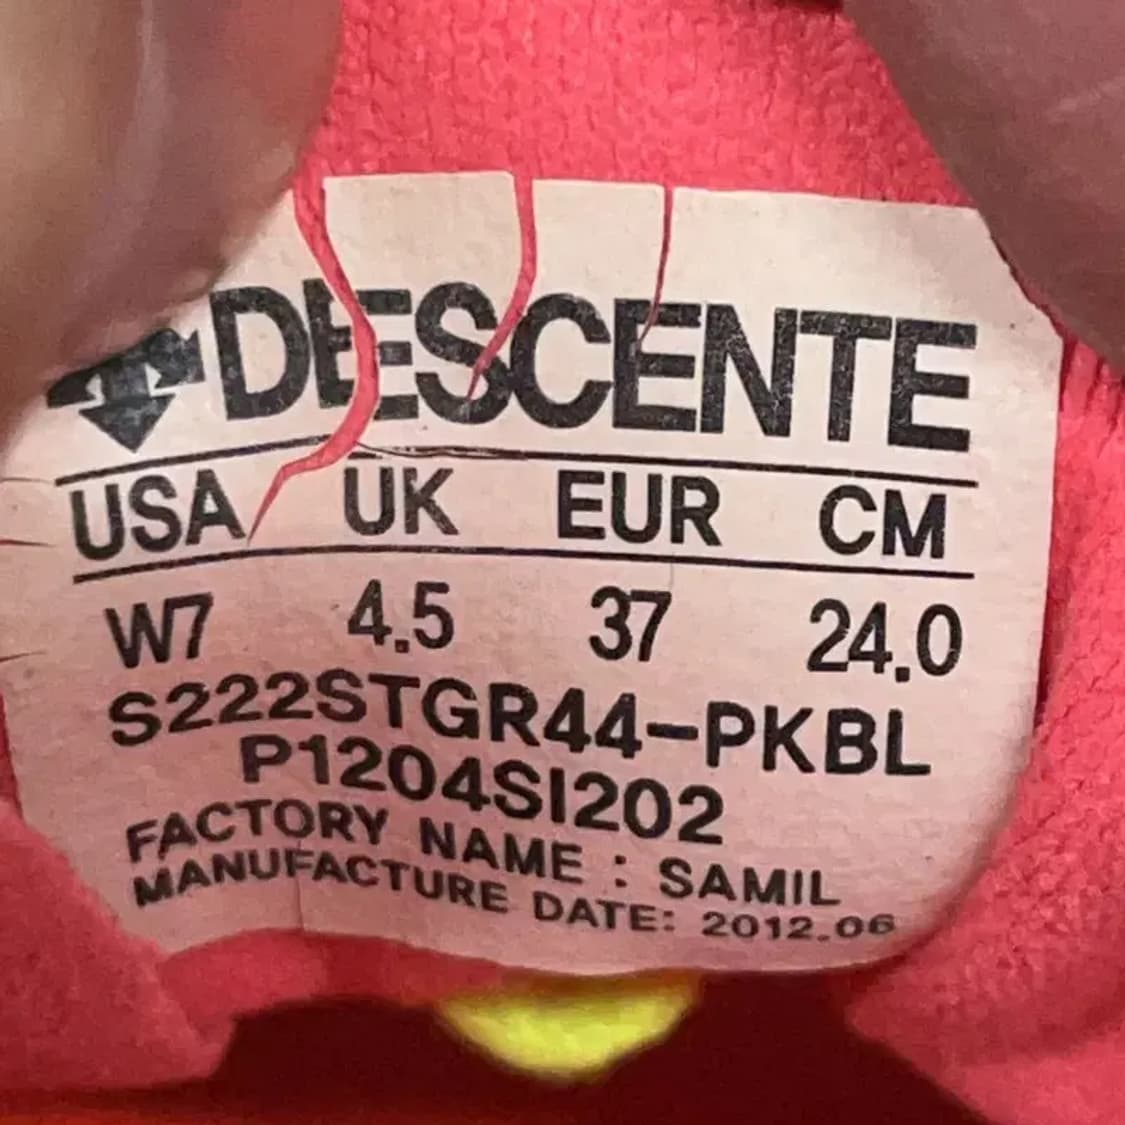 DESCENTE
USA UK EUR CM
W7 4.5 37 24.0
S222STGR44-PKBL
P1204SI202
FACTORY NAME : SAMIL
MANUFACTURE DATE: 2012.06